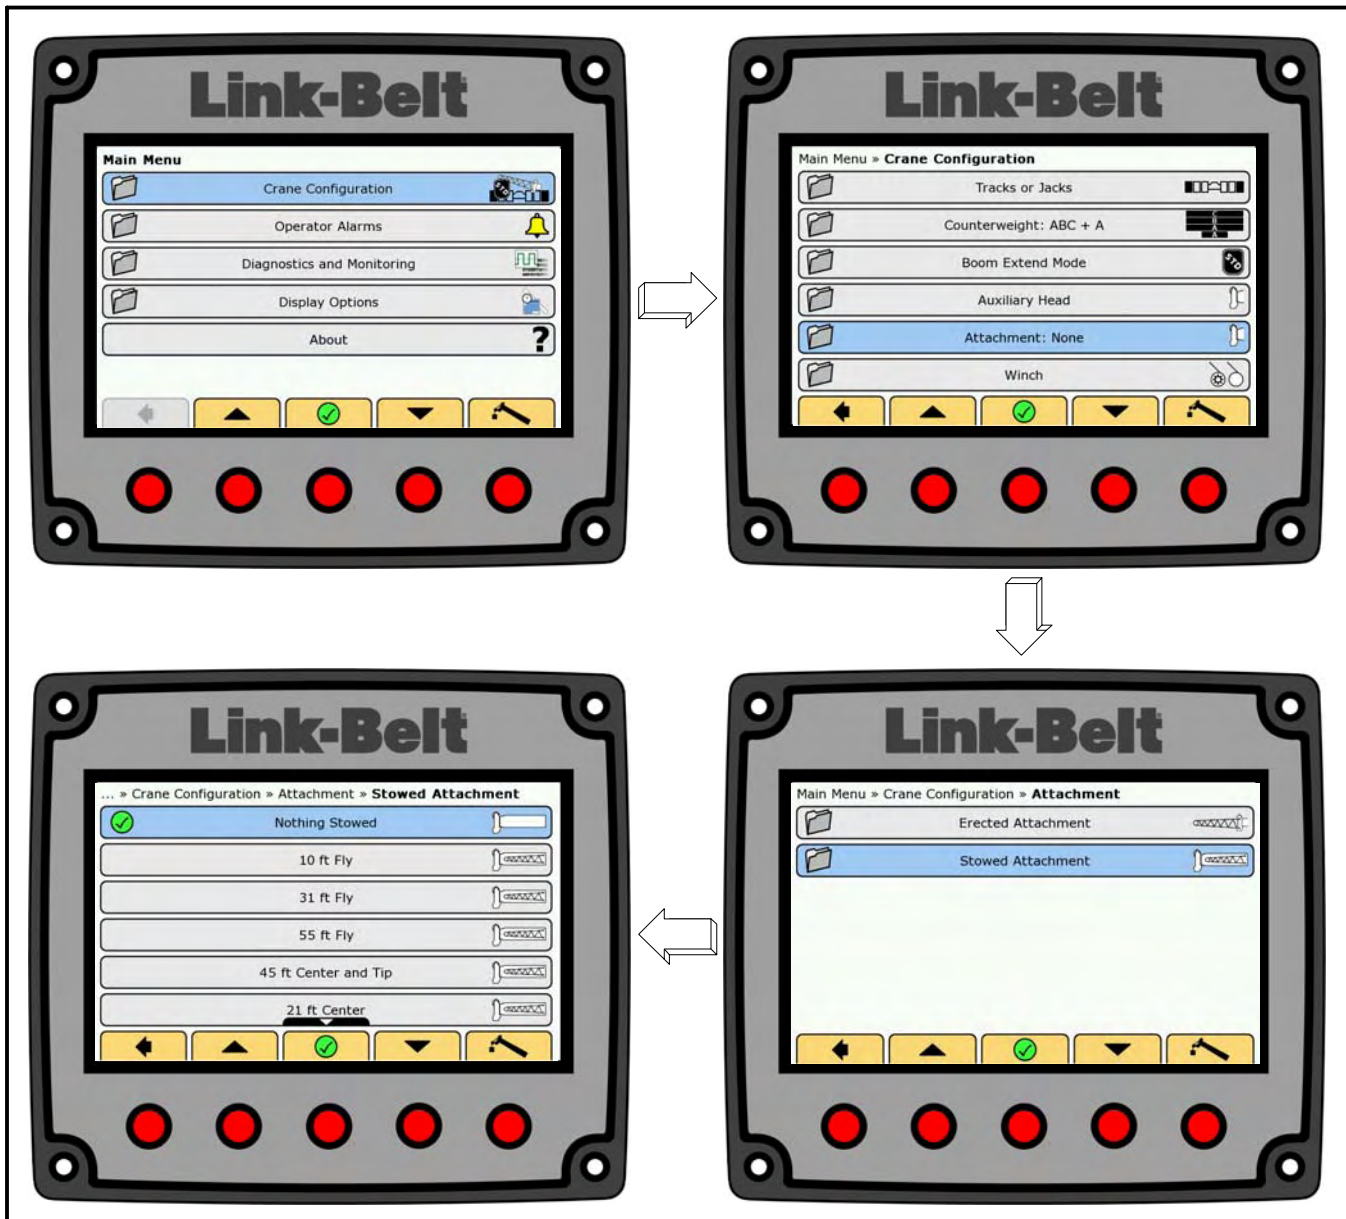 Link-Belt
Main Menu
Crane Configuration
STD
Operator Alarms
Diagnostics and Monitoring
Display Options
About
?
Link-Belt
Main Menu » Crane Configuration
Tracks or Jacks
Counterweight: ABC + A
Boom Extend Mode
STD
Auxiliary Head
Attachment: None
Winch
Link-Belt
... » Crane Configuration » Attachment » Stowed Attachment
Nothing Stowed
10 ft Fly
31 ft Fly
55 ft Fly
45 ft Center and Tip
21 ft Center
Link-Belt
Main Menu » Crane Configuration » Attachment
Erected Attachment
Stowed Attachment